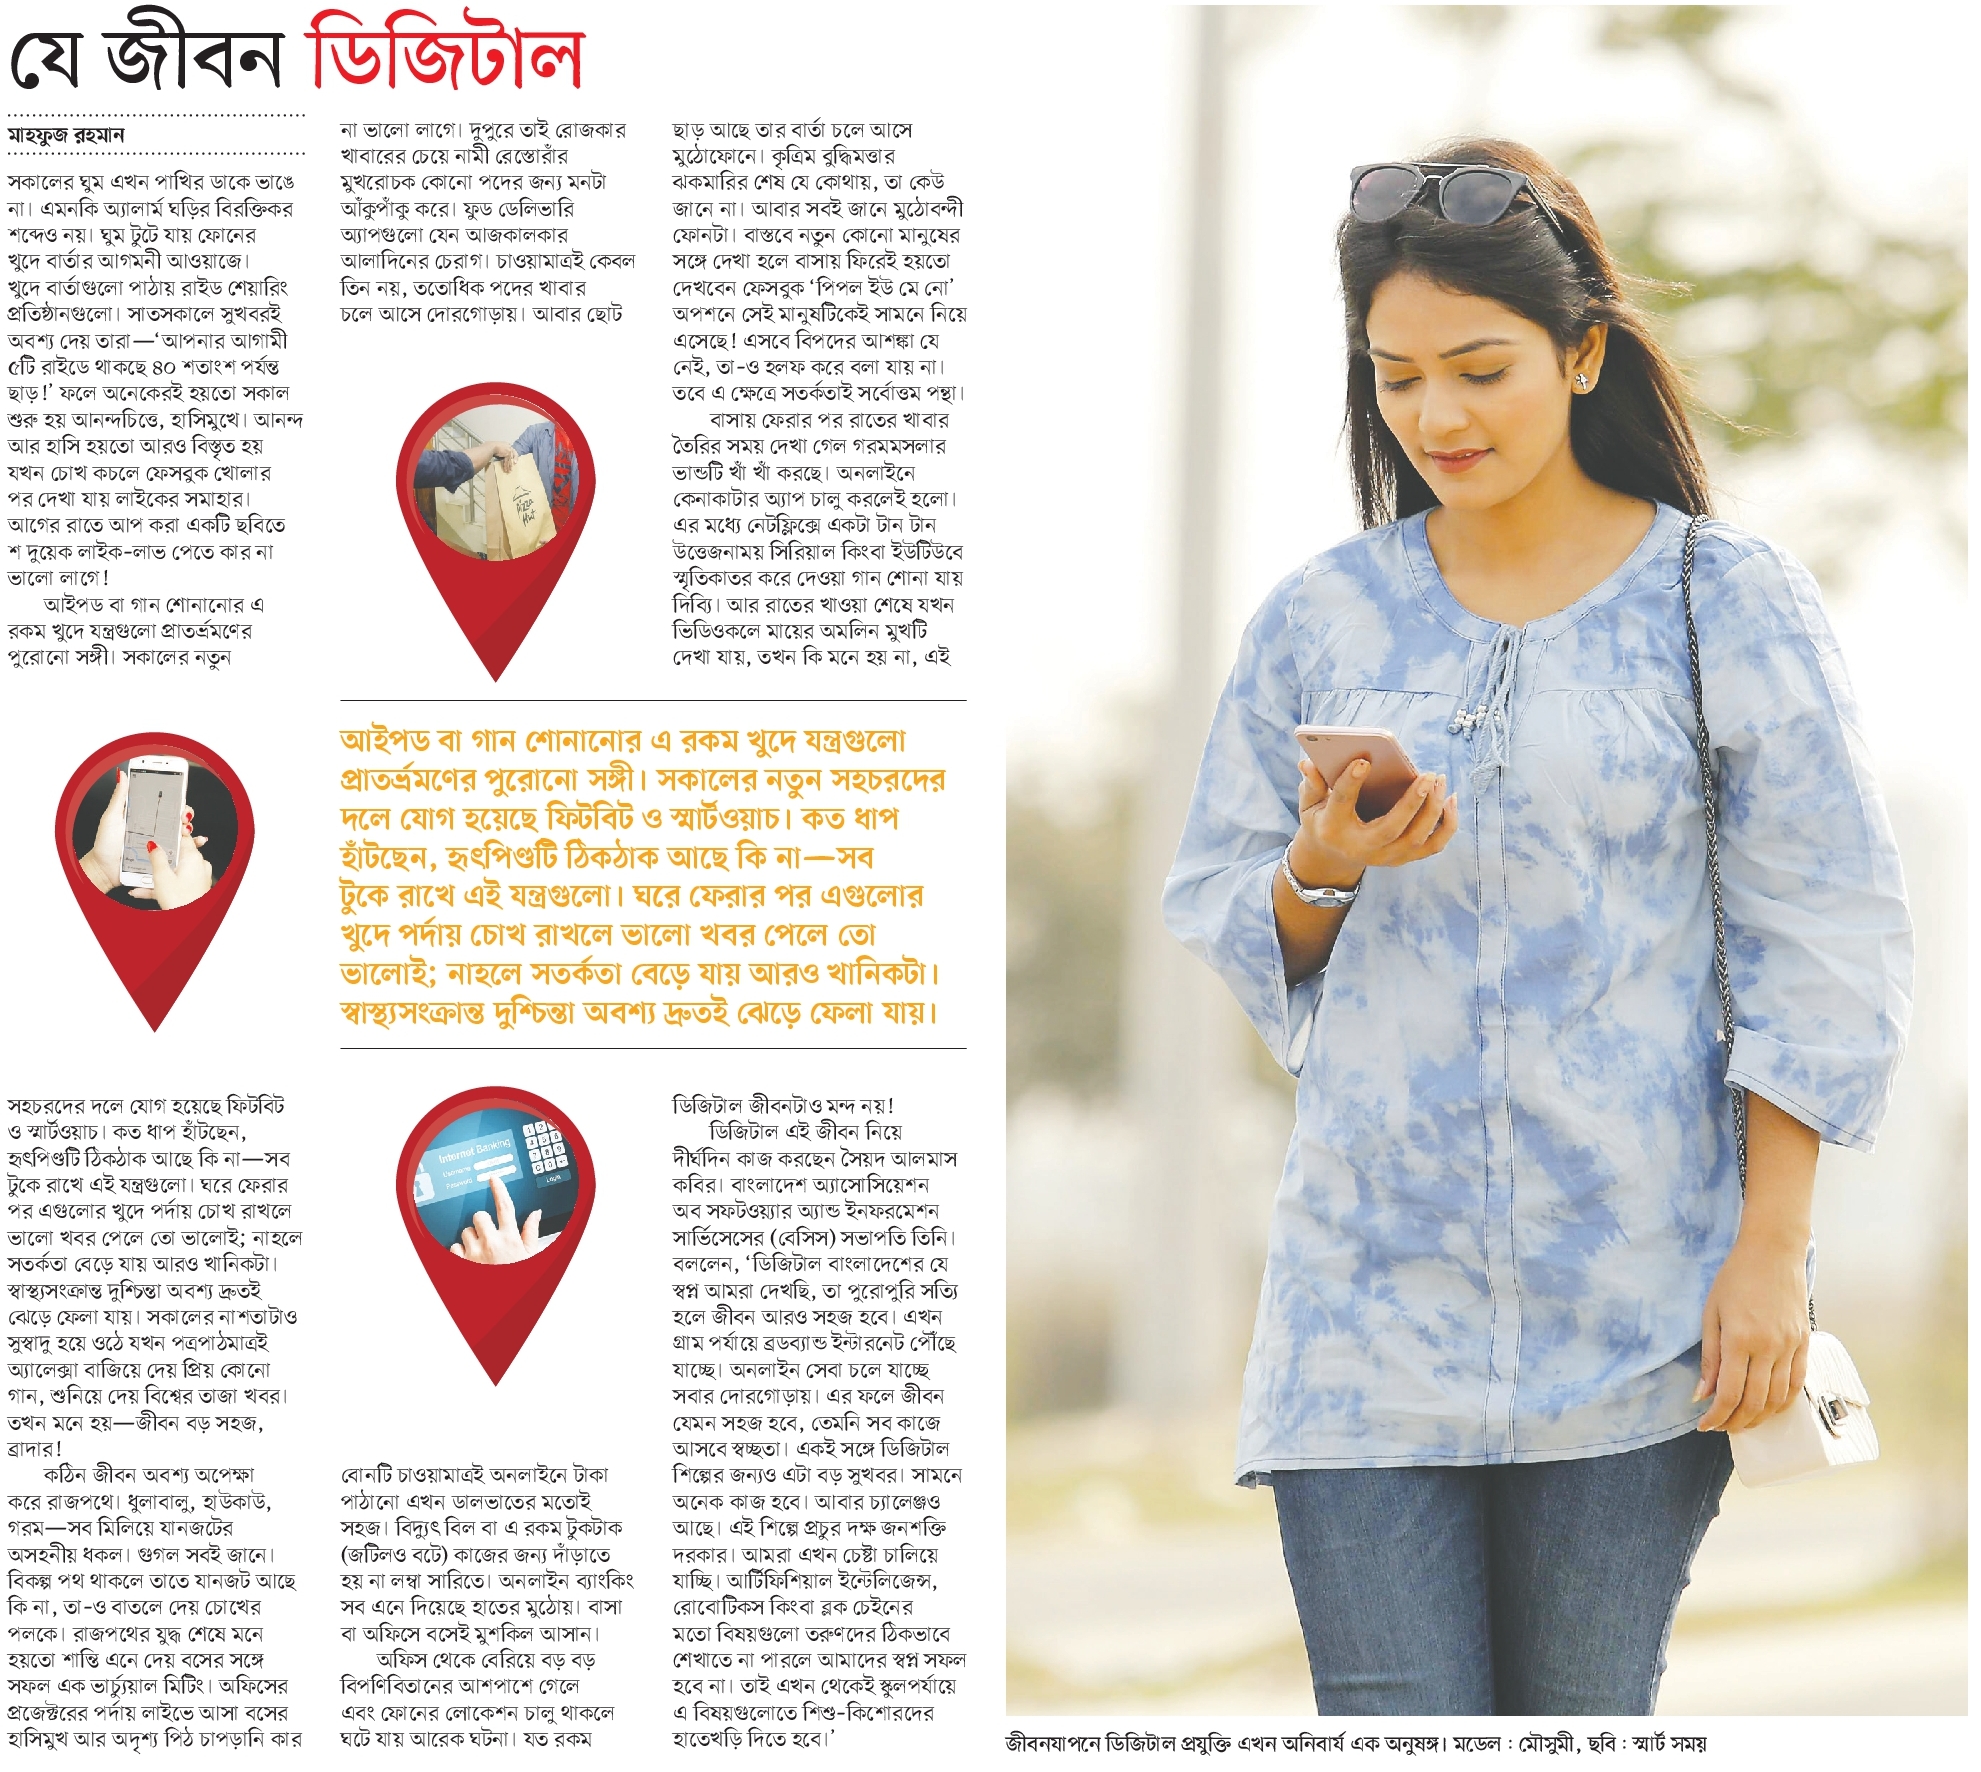 যে জীবন ডিজিটাল
মাহফুজ রহমান
সকালের ঘুম এখন পাখির ডাকে ভাঙে
না। এমনকি অ্যালার্ম ঘড়ির বিরক্তিকর
শব্দেও নয়। ঘুম টুটে যায় ফোনের
খুদে বার্তার আগমনী আওয়াজে।
খুদে বার্তাগুলো পাঠায় রাইড শেয়ারিং
প্রতিষ্ঠানগুলো। সাতসকালে সুখবরই
অবশ্য দেয় তারা—‘আপনার আগামী
৫টি রাইডে থাকছে ৪০ শতাংশ পর্যন্ত
ছাড়!’ ফলে অনেকেরই হয়তো সকাল
শুরু হয় আনন্দচিত্তে, হাসিমুখে। আনন্দ
আর হাসি হয়তো আরও বিস্তৃত হয়
যখন চোখ কচলে ফেসবুক খোলার
পর দেখা যায় লাইকের সমাহার।
আগের রাতে আপ করা একটি ছবিতে
শ দুয়েক লাইক-লাভ পেতে কার না
ভালো লাগে!
আইপড বা গান শোনানোর এ
রকম খুদে যন্ত্রগুলো প্রাতর্ভ্রমণের
পুরোনো সঙ্গী। সকালের নতুন
সহচরদের দলে যোগ হয়েছে ফিটবিট
ও স্মার্টওয়াচ। কত ধাপ হাঁটছেন,
হৃৎপিণ্ডটি ঠিকঠাক আছে কি না—সব
টুকে রাখে এই যন্ত্রগুলো। ঘরে ফেরার
পর এগুলোর খুদে পর্দায় চোখ রাখলে
ভালো খবর পেলে তো ভালোই; নাহলে
সতর্কতা বেড়ে যায় আরও খানিকটা।
স্বাস্থ্যসংক্রান্ত দুশ্চিন্তা অবশ্য দ্রুতই
ঝেড়ে ফেলা যায়। সকালের নাশতাটাও
সুস্বাদু হয়ে ওঠে যখন পত্রপাঠমাত্রই
অ্যালেক্সা বাজিয়ে দেয় প্রিয় কোনো
গান, শুনিয়ে দেয় বিশ্বের তাজা খবর।
তখন মনে হয়—জীবন বড় সহজ,
ব্রাদার!
কঠিন জীবন অবশ্য অপেক্ষা
করে রাজপথে। ধুলাবালু, হাউকাউ,
গরম—সব মিলিয়ে যানজটের
অসহনীয় ধকল। গুগল সবই জানে।
বিকল্প পথ থাকলে তাতে যানজট আছে
কি না, তা-ও বাতলে দেয় চোখের
পলকে। রাজপথের যুদ্ধ শেষে মনে
হয়তো শান্তি এনে দেয় বসের সঙ্গে
সফল এক ভার্চ্যুয়াল মিটিং। অফিসের
প্রজেক্টরের পর্দায় লাইভে আসা বসের
হাসিমুখ আর অদৃশ্য পিঠ চাপড়ানি কার
না ভালো লাগে। দুপুরে তাই রোজকার
খাবারের চেয়ে নামী রেস্তোরাঁর
মুখরোচক কোনো পদের জন্য মনটা
আঁকুপাঁকু করে। ফুড ডেলিভারি
অ্যাপগুলো যেন আজকালকার
আলাদিনের চেরাগ। চাওয়ামাত্রই কেবল
তিন নয়, ততোধিক পদের খাবার
চলে আসে দোরগোড়ায়। আবার ছোট
Pizza
Hut
আইপড বা গান শোনানোর এ রকম খুদে যন্ত্রগুলো
প্রাতর্ভ্রমণের পুরোনো সঙ্গী। সকালের নতুন সহচরদের
দলে যোগ হয়েছে ফিটবিট ও স্মার্টওয়াচ। কত ধাপ
হাঁটছেন, হৃৎপিণ্ডটি ঠিকঠাক আছে কি না—সব
টুকে রাখে এই যন্ত্রগুলো। ঘরে ফেরার পর এগুলোর
খুদে পর্দায় চোখ রাখলে ভালো খবর পেলে তো
ভালোই; নাহলে সতর্কতা বেড়ে যায় আরও খানিকটা।
স্বাস্থ্যসংক্রান্ত দুশ্চিন্তা অবশ্য দ্রুতই ঝেড়ে ফেলা যায়।
Internet Banking
Username
Password
Login
বোনটি চাওয়ামাত্রই অনলাইনে টাকা
পাঠানো এখন ডালভাতের মতোই
সহজ। বিদ্যুৎ বিল বা এ রকম টুকটাক
(জটিলও বটে) কাজের জন্য দাঁড়াতে
হয় না লম্বা সারিতে। অনলাইন ব্যাংকিং
সব এনে দিয়েছে হাতের মুঠোয়। বাসা
বা অফিসে বসেই মুশকিল আসান।
অফিস থেকে বেরিয়ে বড় বড়
বিপণিবিতানের আশপাশে গেলে
এবং ফোনের লোকেশন চালু থাকলে
ঘটে যায় আরেক ঘটনা। যত রকম
ছাড় আছে তার বার্তা চলে আসে
মুঠোফোনে। কৃত্রিম বুদ্ধিমত্তার
ঝকমারির শেষ যে কোথায়, তা কেউ
জানে না। আবার সবই জানে মুঠোবন্দী
ফোনটা। বাস্তবে নতুন কোনো মানুষের
সঙ্গে দেখা হলে বাসায় ফিরেই হয়তো
দেখবেন ফেসবুক ‘পিপল ইউ মে নো’
অপশনে সেই মানুষটিকেই সামনে নিয়ে
এসেছে! এসবে বিপদের আশঙ্কা যে
নেই, তা-ও হলফ করে বলা যায় না।
তবে এ ক্ষেত্রে সতর্কতাই সর্বোত্তম পন্থা।
বাসায় ফেরার পর রাতের খাবার
তৈরির সময় দেখা গেল গরমমসলার
ভান্ডটি খাঁ খাঁ করছে। অনলাইনে
কেনাকাটার অ্যাপ চালু করলেই হলো।
এর মধ্যে নেটফ্লিক্সে একটা টান টান
উত্তেজনাময় সিরিয়াল কিংবা ইউটিউবে
স্মৃতিকাতর করে দেওয়া গান শোনা যায়
দিব্যি। আর রাতের খাওয়া শেষে যখন
ভিডিওকলে মায়ের অমলিন মুখটি
দেখা যায়, তখন কি মনে হয় না, এই
ডিজিটাল জীবনটাও মন্দ নয়!
ডিজিটাল এই জীবন নিয়ে
দীর্ঘদিন কাজ করছেন সৈয়দ আলমাস
কবির। বাংলাদেশ অ্যাসোসিয়েশন
অব সফটওয়্যার অ্যান্ড ইনফরমেশন
সার্ভিসেসের (বেসিস) সভাপতি তিনি।
বললেন, ‘ডিজিটাল বাংলাদেশের যে
স্বপ্ন আমরা দেখছি, তা পুরোপুরি সত্যি
হলে জীবন আরও সহজ হবে। এখন
গ্রাম পর্যায়ে ব্রডব্যান্ড ইন্টারনেট পৌঁছে
যাচ্ছে। অনলাইন সেবা চলে যাচ্ছে
সবার দোরগোড়ায়। এর ফলে জীবন
যেমন সহজ হবে, তেমনি সব কাজে
আসবে স্বচ্ছতা। একই সঙ্গে ডিজিটাল
শিল্পের জন্যও এটা বড় সুখবর। সামনে
অনেক কাজ হবে। আবার চ্যালেঞ্জও
আছে। এই শিল্পে প্রচুর দক্ষ জনশক্তি
দরকার। আমরা এখন চেষ্টা চালিয়ে
যাচ্ছি। আর্টিফিশিয়াল ইন্টেলিজেন্স,
রোবোটিকস কিংবা ব্লক চেইনের
মতো বিষয়গুলো তরুণদের ঠিকভাবে
শেখাতে না পারলে আমাদের স্বপ্ন সফল
হবে না। তাই এখন থেকেই স্কুলপর্যায়ে
এ বিষয়গুলোতে শিশু-কিশোরদের
হাতেখড়ি দিতে হবে।’
জীবনযাপনে ডিজিটাল প্রযুক্তি এখন অনিবার্য এক অনুষঙ্গ। মডেল : মৌসুমী, ছবি : স্মার্ট সময়